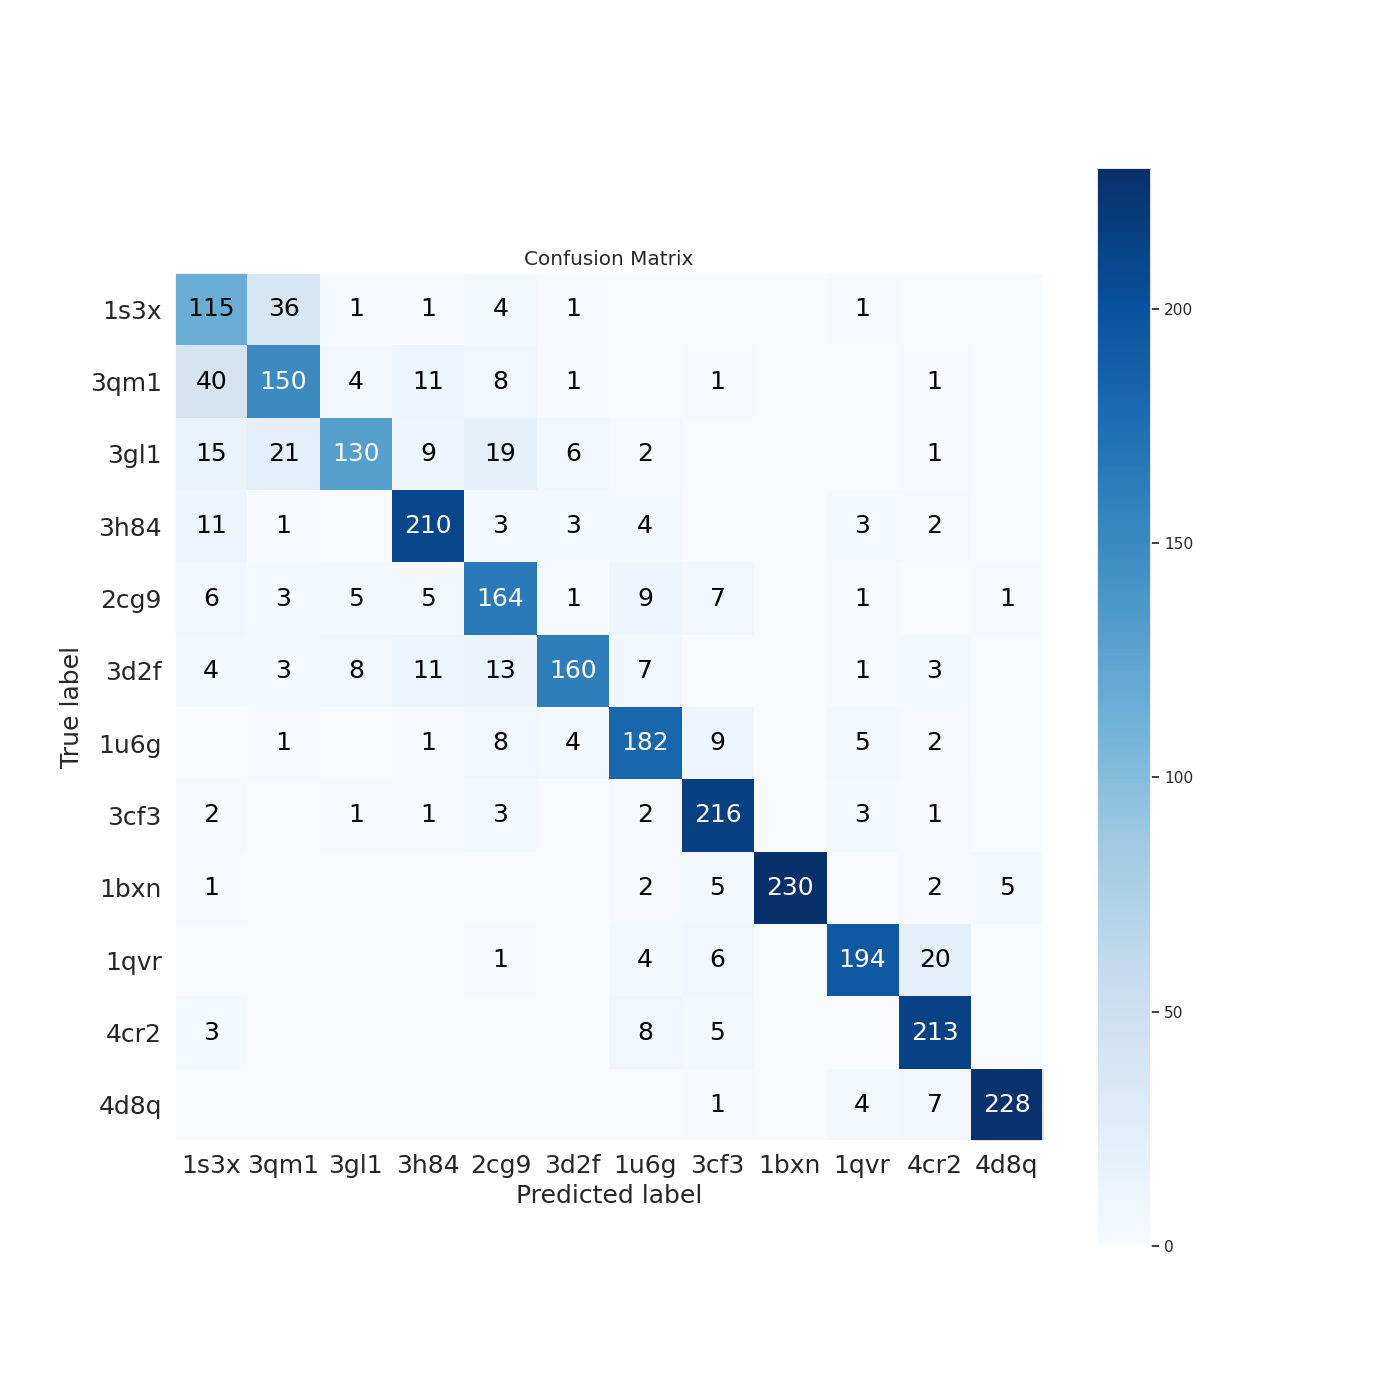 Confusion Matrix
1s3x 115 36 1 1 4 1 1
3qm1 40 150 4 11 8 1 1 1
3gl1 15 21 130 9 19 6 2 1
3h84 11 1 210 3 3 4 3 2
2cg9 6 3 5 5 164 1 9 7 1 1
3d2f 4 3 8 11 13 160 7 1 3
1u6g 1 1 8 4 182 9 5 2
3cf3 2 1 1 3 2 216 3 1
1bxn 1 2 5 230 2 5
1qvr 1 4 6 194 20
4cr2 3 8 5 213
4d8q 1 4 7 228
1s3x 3qm1 3gl1 3h84 2cg9 3d2f 1u6g 3cf3 1bxn 1qvr 4cr2 4d8q
Predicted label
True label
200
150
100
50
0